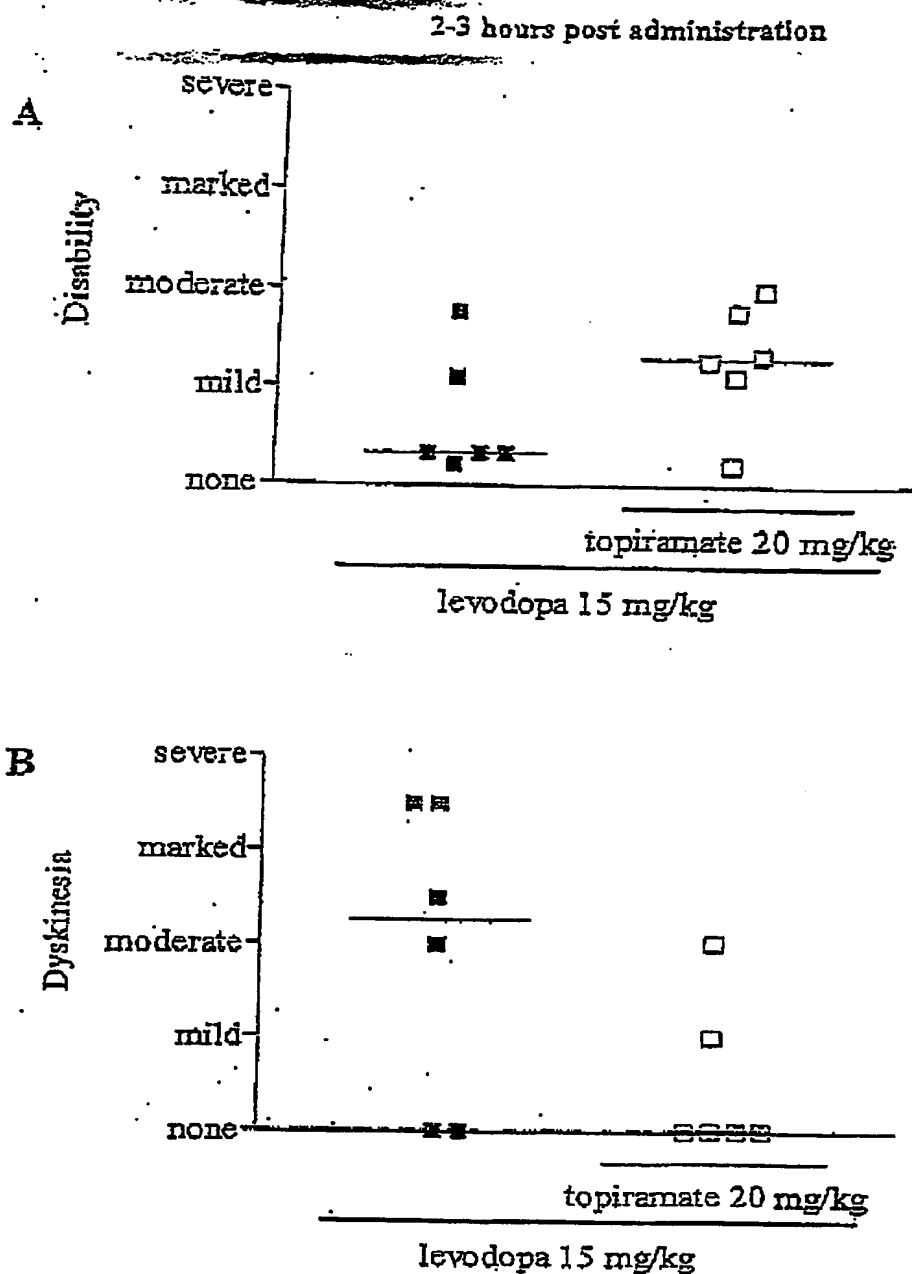 2-3 hours post administration
A
Disability
severe
marked
moderate
mild
none
topiramate 20 mg/kg
levodopa 15 mg/kg
B
Dyskinesia
severe
marked
moderate
mild
none
topiramate 20 mg/kg
levodopa 15 mg/kg